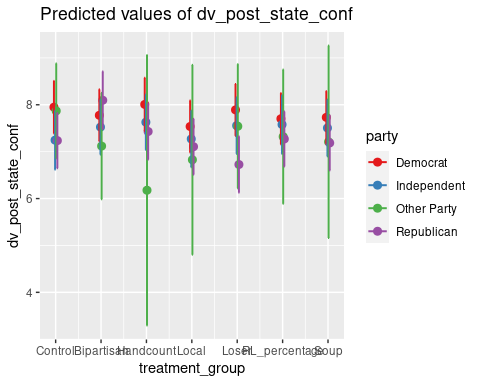 Predicted values of dv_post_state_conf
dv_post_state_conf
8
6
4
Control Bipartisan Handcount Local Loser PL_percentage Soup
treatment_group
party
Democrat
Independent
Other Party
Republican